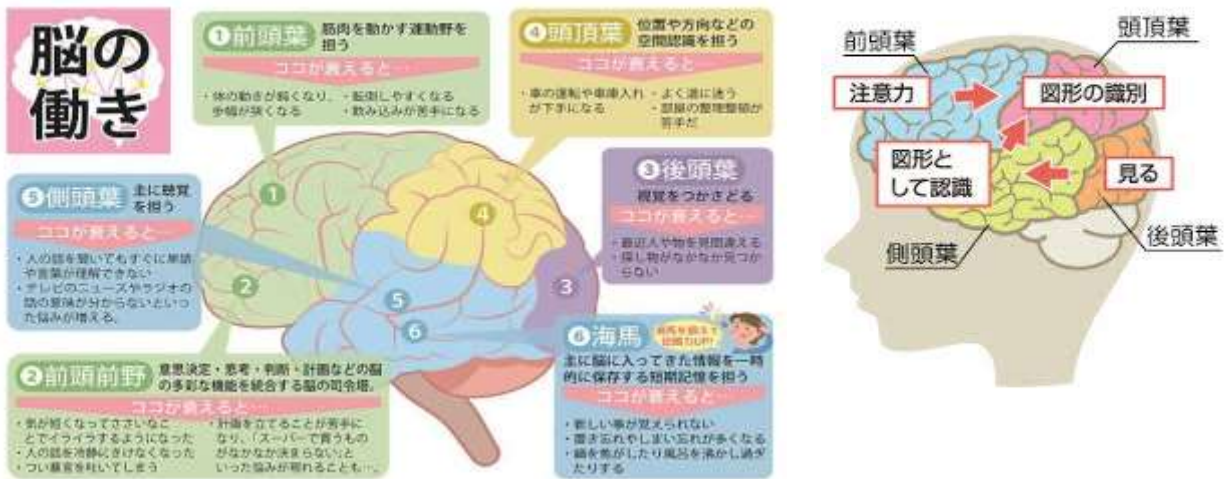 脳の
働き
❶前頭葉
筋肉を動かす運動野を
担う
ココが衰えると…
・体の動きが鈍くなり、
歩幅が狭くなる
・転倒しやすくなる
・飲み込みが苦手になる
❹頭頂葉
位置や方向などの
空間認識を担う
ココが衰えると
・車の運転や車庫入れ
が下手になる
・よく道に迷う
・部屋の整理整頓が
苦手だ
❺側頭葉
主に聴覚
を担う
ココが衰えると…
・人の話を聞いてもすぐに単語
や言葉が理解できない
・テレビのニュースやラジオの
話の意味が分からないといっ
た悩みが増える。
❸後頭葉
視覚をつかさどる
ココが衰えると
・最近人や物を見間違える
・探し物がなかなか見つか
らない
1
2
3
4
5
6
❷前頭前野
意思決定・思考・判断・計画などの脳
の多彩な機能を統合する脳の司令塔。
ココが衰えると…
・気が短くなってささいなこ
とでイライラするようになった
・人の話を冷静にきけなくなった
・つい暴言を吐いてしまう
・計画を立てることが苦手に
なり、「スーパーで買うもの
がなかなか決まらない」と
いった悩みが現れることも…。
❻海馬
海馬を鍛えて
記憶力UP!
主に脳に入ってきた情報を一時
的に保存する短期記憶を担う
ココが衰えると…
・新しい事が覚えられない
・置き忘れやしまい忘れが多くなる
・鍋を焦がしたり風呂を沸かし過ぎ
たりする
前頭葉
頭頂葉
注意力
図形の識別
図形と
して認識
見る
側頭葉
後頭葉